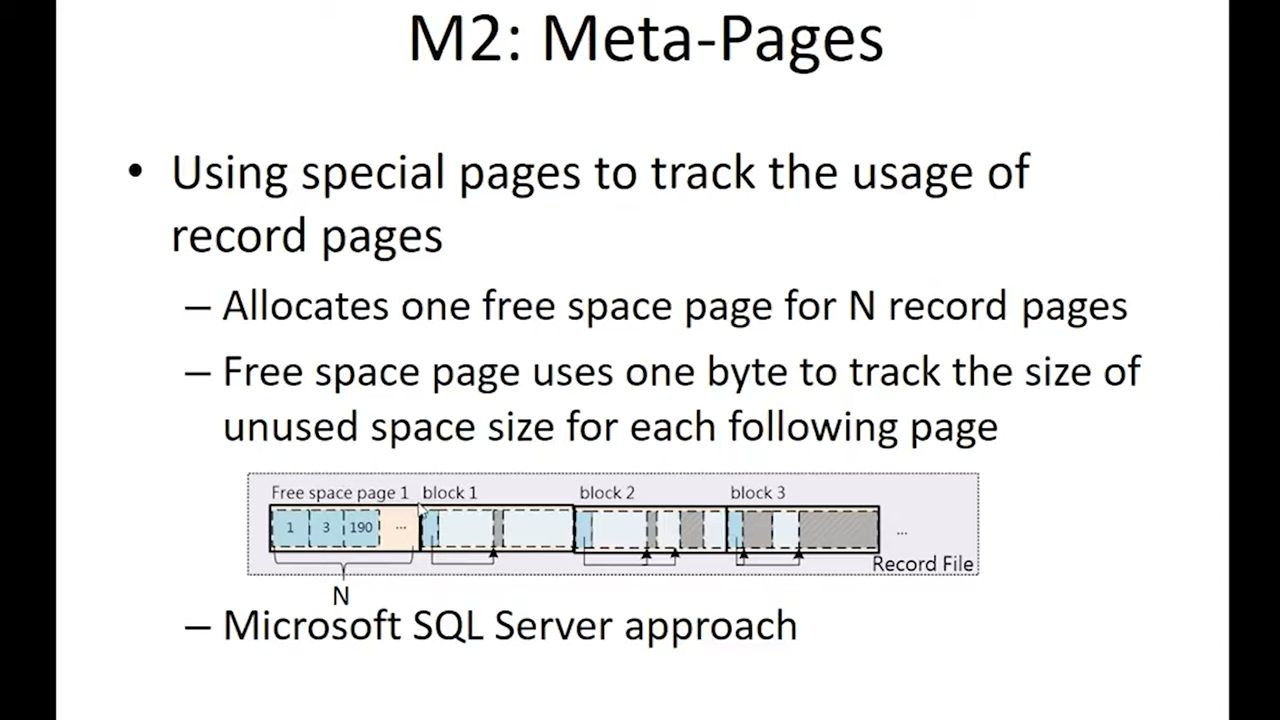 M2: Meta-Pages
• Using special pages to track the usage of
record pages
– Allocates one free space page for N record pages
– Free space page uses one byte to track the size of
unused space size for each following page
Free space page 1 block 1 block 2 block 3
1 3 190 ... ...
Record File
N
– Microsoft SQL Server approach